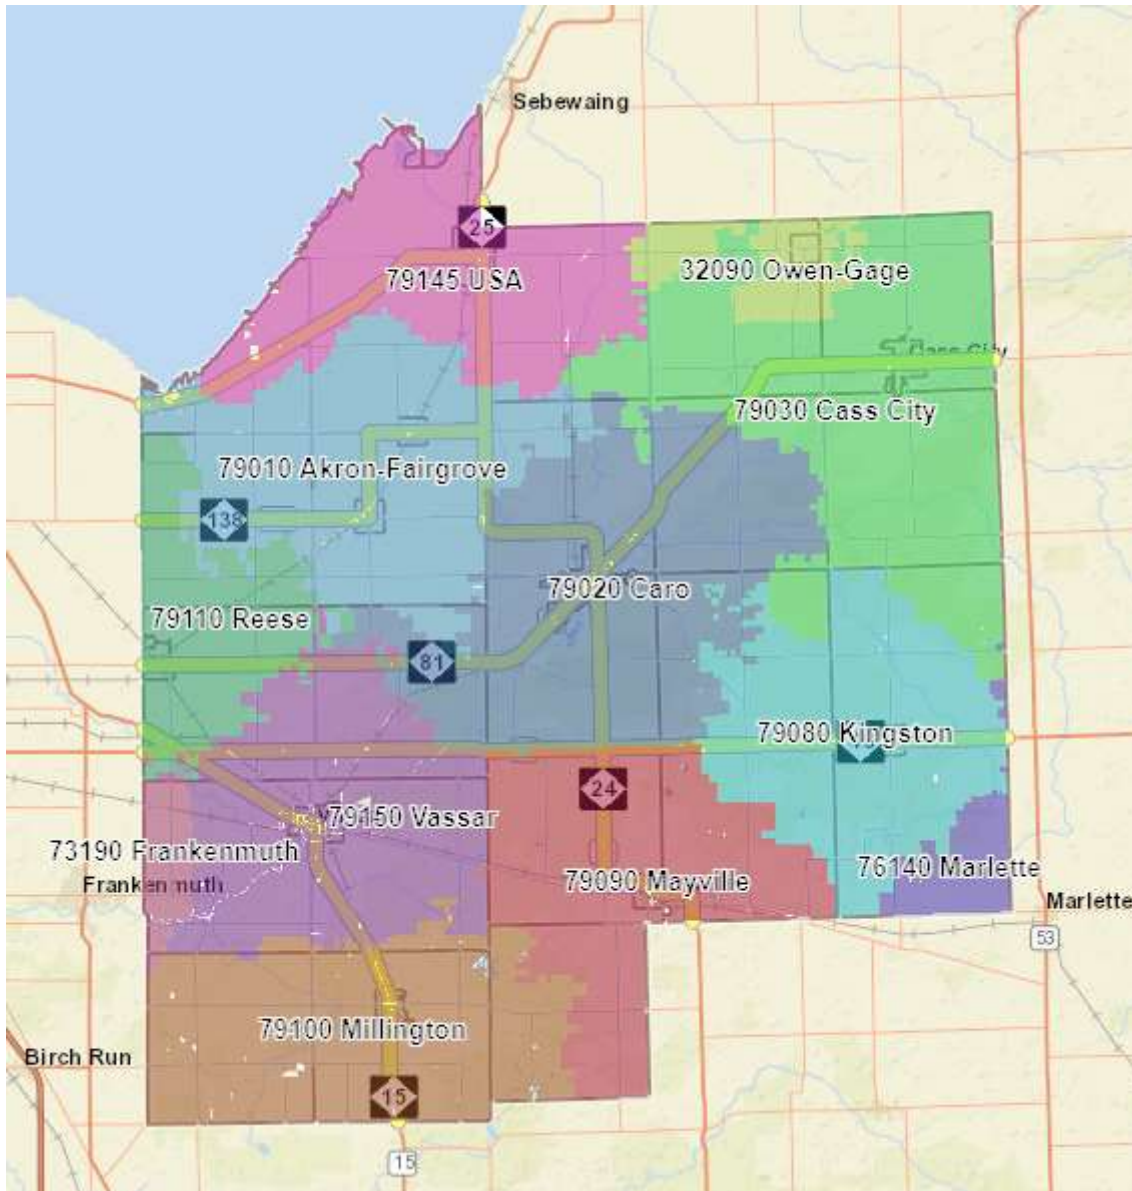 Sebewaing
25
79145 USA
32090 Owen-Gage
Cass City
79030 Cass City
79010 Akron-Fairgrove
138
79020 Caro
79110 Reese
81
79080 Kingston
24
79150 Vassar
73190 Frankenmuth
Frankenmuth
76140 Marlette
79090 Mayville
Marlette
53
79100 Millington
Birch Run
15
15